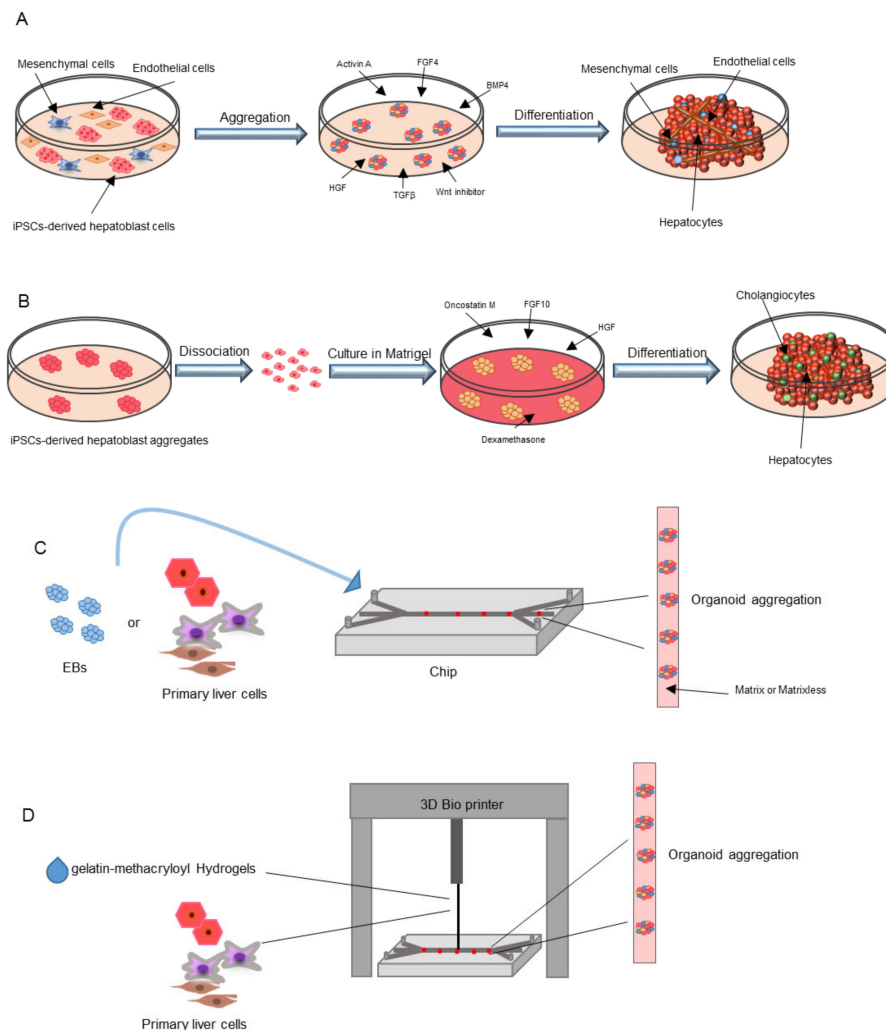 A
Mesenchymal cells
Endothelial cells
iPSCs-derived hepatoblast cells
Aggregation
Activin A
FGF4
BMP4
HGF
TGFβ
Wnt inhibitor
Differentiation
Mesenchymal cells
Endothelial cells
Hepatocytes
B
iPSCs-derived hepatoblast aggregates
Dissociation
Culture in Matrigel
Oncostatin M
FGF10
HGF
Dexamethasone
Differentiation
Cholangiocytes
Hepatocytes
C
EBs
or
Primary liver cells
Chip
Organoid aggregation
Matrix or Matrixless
D
gelatin-methacryloyl Hydrogels
Primary liver cells
3D Bio printer
Organoid aggregation